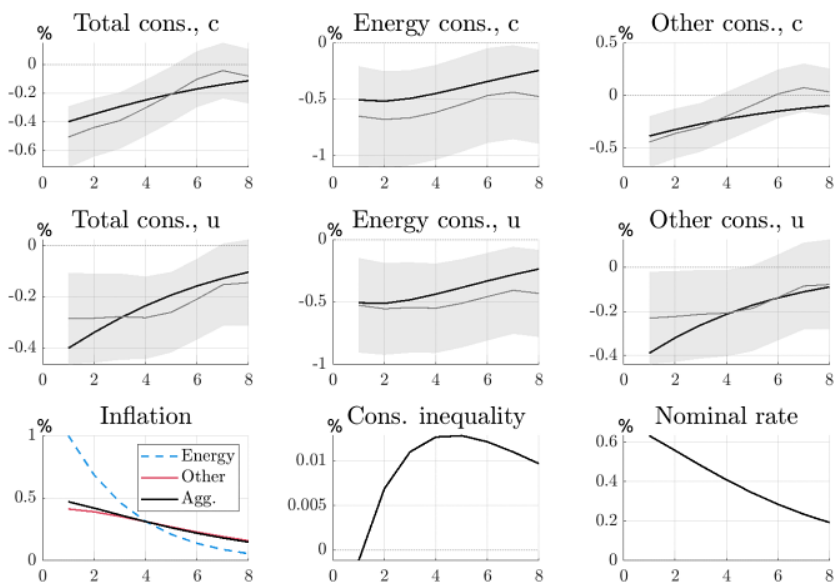 Total cons., c
Energy cons., c
Other cons., c
%
%
%
0
-0.2
-0.4
-0.6
0
-0.5
-1
0.5
0
-0.5
0 2 4 6 8
0 2 4 6 8
0 2 4 6 8
Total cons., u
Energy cons., u
Other cons., u
%
%
%
0
-0.2
-0.4
0
-0.5
-1
0
-0.2
-0.4
0 2 4 6 8
0 2 4 6 8
0 2 4 6 8
Inflation
Cons. inequality
Nominal rate
%
%
%
1
0.5
0
Energy
Other
Agg.
0.01
0.005
0
0.6
0.4
0.2
0
0 2 4 6 8
0 2 4 6 8
0 2 4 6 8